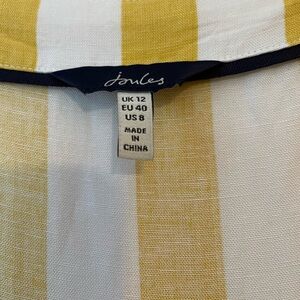 Joules
UK 12
EU 40
US 8
MADE
IN
CHINA